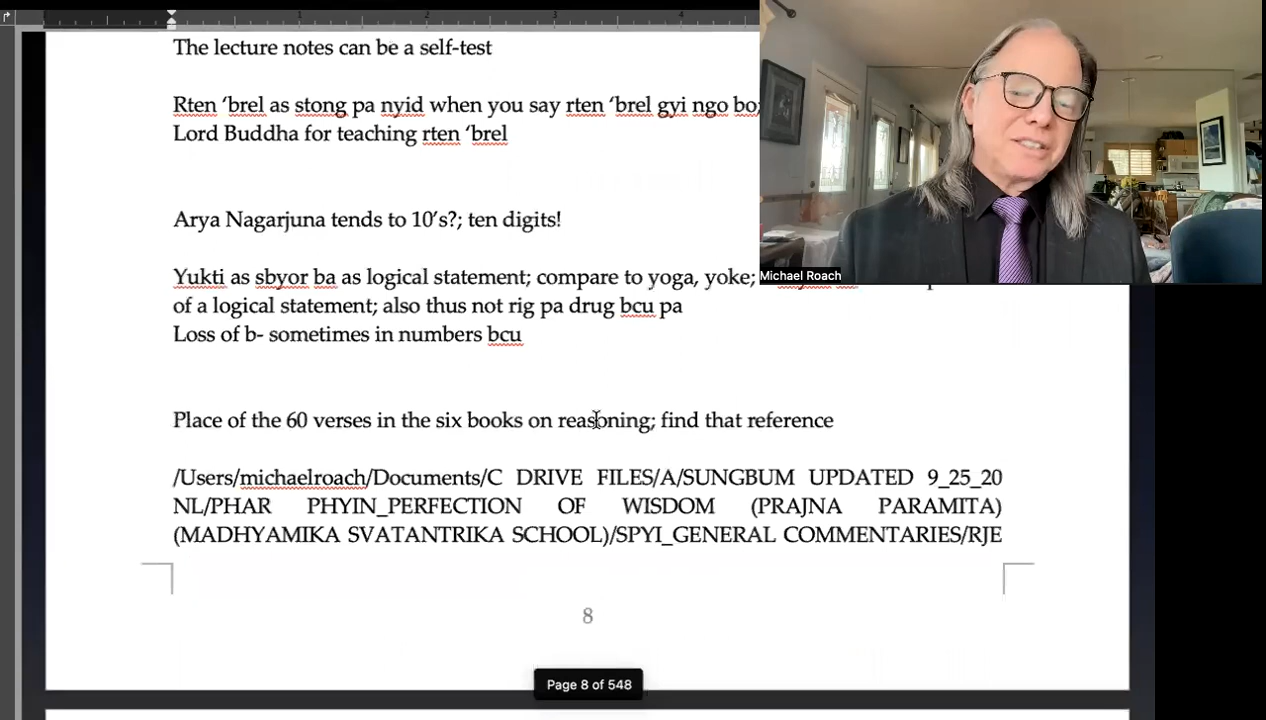 The lecture notes can be a self-test
Rten ‘brel as stong pa nyid when you say rten ‘brel gyi ngo bo;
Lord Buddha for teaching rten ‘brel
Arya Nagarjuna tends to 10’s?; ten digits!
Yukti as sbyor ba as logical statement; compare to yoga, yoke;
of a logical statement; also thus not rig pa drug bcu pa
Loss of b- sometimes in numbers bcu
Place of the 60 verses in the six books on reasoning; find that reference
/Users/michaelroach/Documents/C DRIVE FILES/A/SUNGBUM UPDATED 9_25_20
NL/PHAR PHYIN_PERFECTION OF WISDOM (PRAJNA PARAMITA)
(MADHYAMIKA SVATANTRIKA SCHOOL)/SPYI_GENERAL COMMENTARIES/RJE
8
Page 8 of 548
Michael Roach